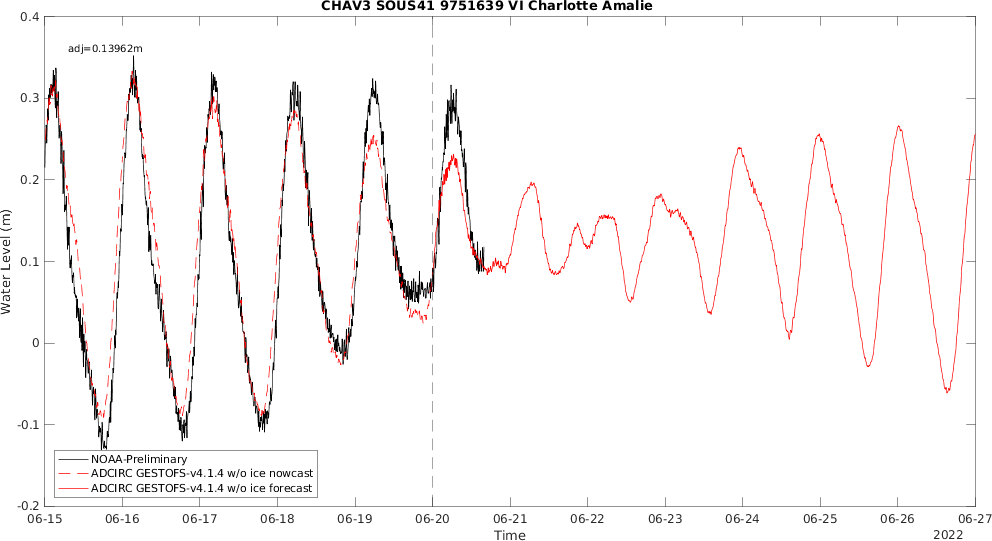 CHAV3 SOUS41 9751639 VI Charlotte Amalie
0.4
adj=0.13962m
0.3
0.2
0.1
0
-0.1
-0.2
Water Level (m)
NOAA-Preliminary
ADCIRC GESTOFS-v4.1.4 w/o ice nowcast
ADCIRC GESTOFS-v4.1.4 w/o ice forecast
06-15 06-16 06-17 06-18 06-19 06-20 06-21 06-22 06-23 06-24 06-25 06-26 06-27
Time
2022